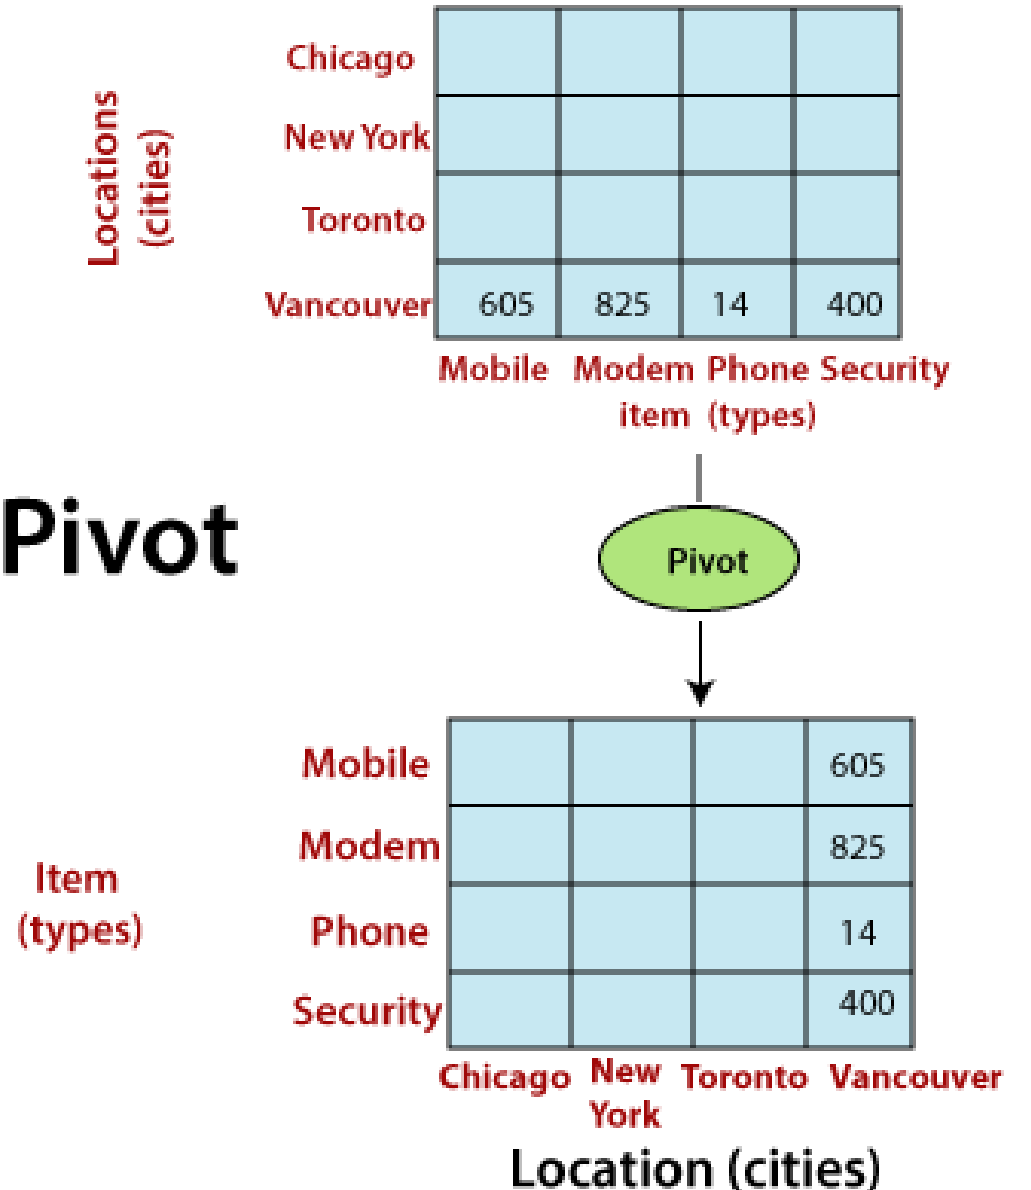 Locations
(cities)
Chicago
New York
Toronto
Vancouver 605 825 14 400
Mobile Modem Phone Security
item (types)
Pivot
Pivot
Item
(types)
Mobile 605
Modem 825
Phone 14
Security 400
Chicago New York Toronto Vancouver
Location (cities)